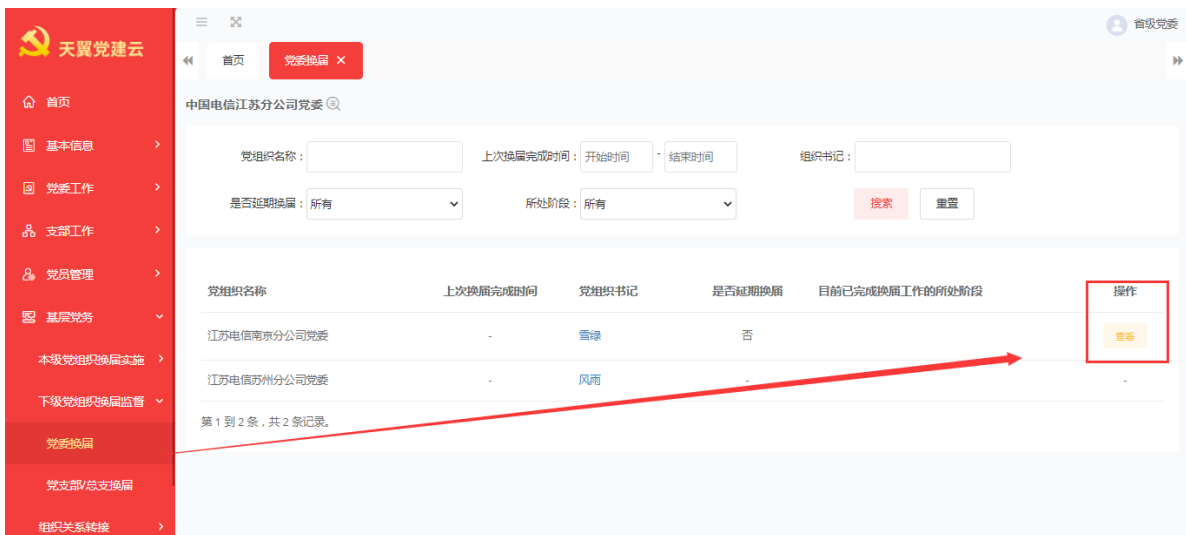 天翼党建云
省级党委
首页
党委换届 ×
首页
中国电信江苏分公司党委
基本信息
党组织名称：
上次换届完成时间： 开始时间 - 结束时间
组织书记：
党委工作
是否延期换届： 所有
所处阶段： 所有
搜索
重置
支部工作
党员管理
党组织名称 上次换届完成时间 党组织书记 是否延期换届 目前已完成换届工作的所处阶段 操作
基层党务
江苏电信南京分公司党委 - 雪绿 否 查看
本级党组织换届实施
江苏电信苏州分公司党委 - 风雨 - -
下级党组织换届监督
第 1 到 2 条，共 2 条记录。
党委换届
党支部/总支换届
组织关系转接